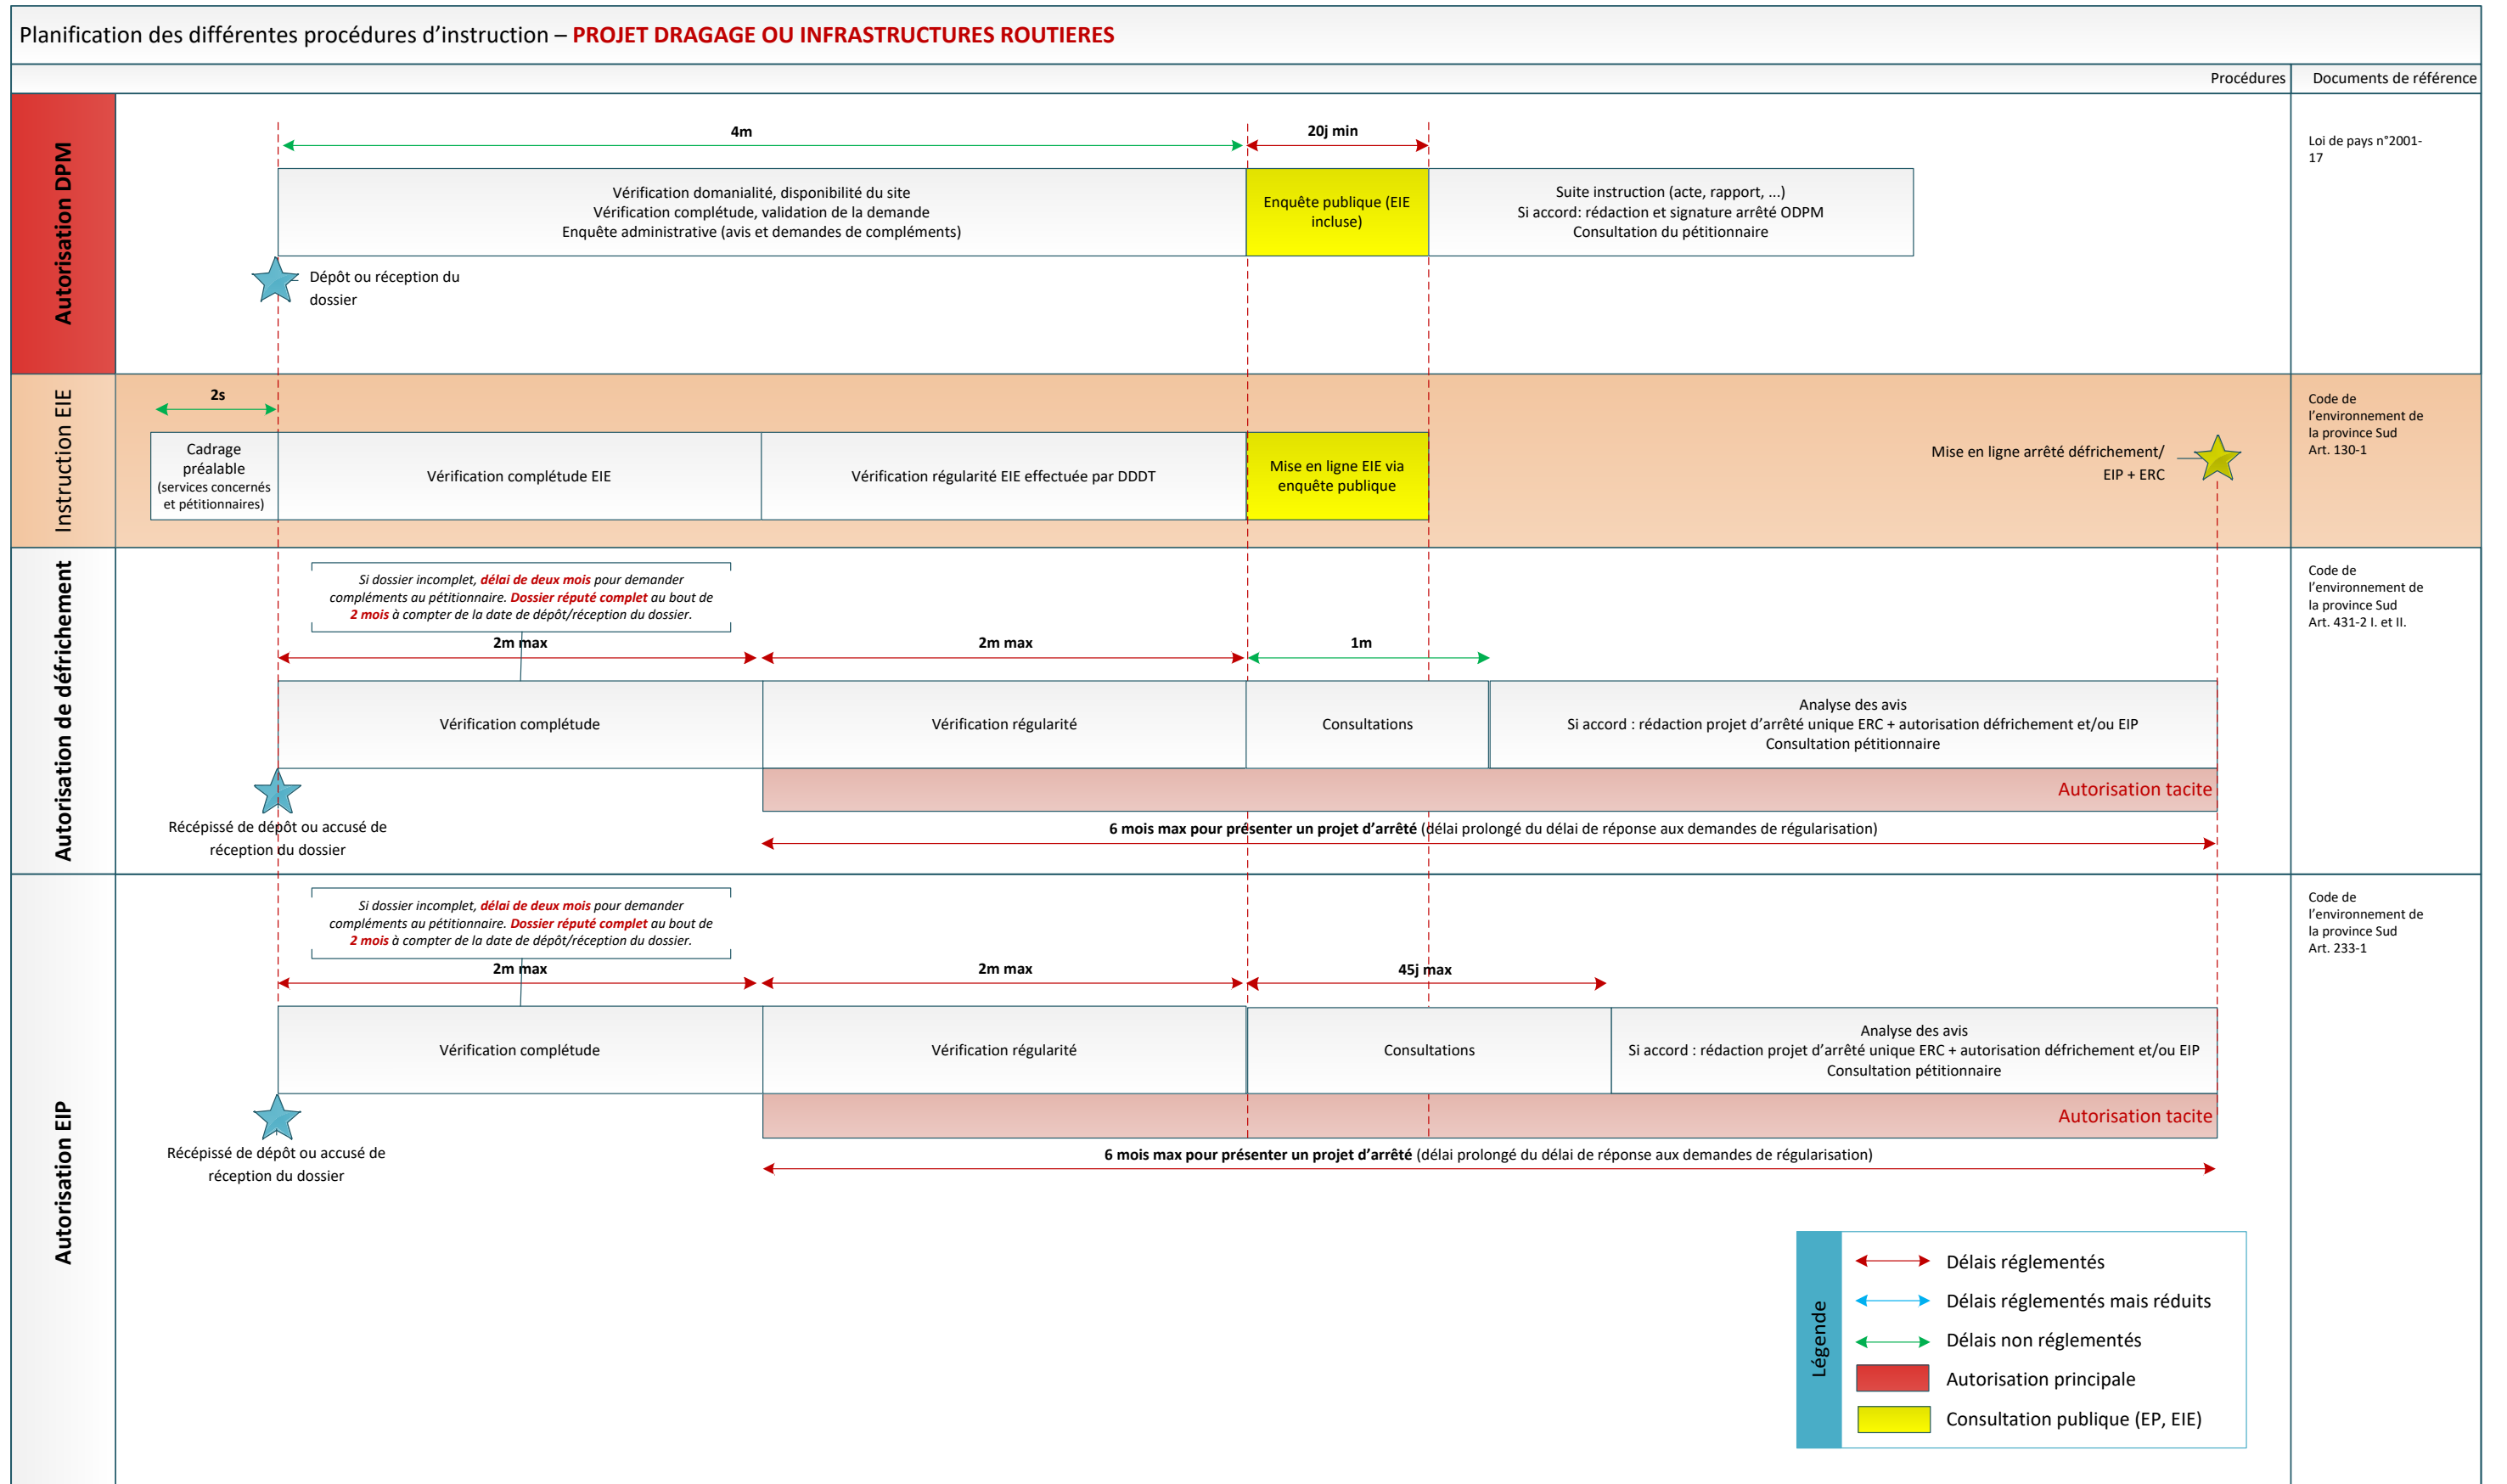 Planification des différentes procédures d’instruction – PROJET DRAGAGE OU INFRASTRUCTURES ROUTIERES
Procédures
Documents de référence
Autorisation DPM
4m
20j min
Vérification domanialité, disponibilité du site
Vérification complétude, validation de la demande
Enquête administrative (avis et demandes de compléments)
Enquête publique (EIE
incluse)
Suite instruction (acte, rapport, ...)
Si accord: rédaction et signature arrêté ODPM
Consultation du pétitionnaire
Dépôt ou réception du
dossier
Loi de pays n°2001-
17
Instruction EIE
2s
Cadrage
préalable
(services concernés
et pétitionnaires)
Vérification complétude EIE
Vérification régularité EIE effectuée par DDDT
Mise en ligne EIE via
enquête publique
Mise en ligne arrêté défrichement/
EIP + ERC
Code de
l’environnement de
la province Sud
Art. 130-1
Autorisation de défrichement
Si dossier incomplet, délai de deux mois pour demander
compléments au pétitionnaire. Dossier réputé complet au bout de
2 mois à compter de la date de dépôt/réception du dossier.
2m max
2m max
1m
Vérification complétude
Vérification régularité
Consultations
Analyse des avis
Si accord : rédaction projet d’arrêté unique ERC + autorisation défrichement et/ou EIP
Consultation pétitionnaire
Autorisation tacite
Récépissé de dépôt ou accusé de
réception du dossier
6 mois max pour présenter un projet d’arrêté (délai prolongé du délai de réponse aux demandes de régularisation)
Code de
l’environnement de
la province Sud
Art. 431-2 I. et II.
Autorisation EIP
Si dossier incomplet, délai de deux mois pour demander
compléments au pétitionnaire. Dossier réputé complet au bout de
2 mois à compter de la date de dépôt/réception du dossier.
2m max
2m max
45j max
Vérification complétude
Vérification régularité
Consultations
Analyse des avis
Si accord : rédaction projet d’arrêté unique ERC + autorisation défrichement et/ou EIP
Consultation pétitionnaire
Autorisation tacite
Récépissé de dépôt ou accusé de
réception du dossier
6 mois max pour présenter un projet d’arrêté (délai prolongé du délai de réponse aux demandes de régularisation)
Code de
l’environnement de
la province Sud
Art. 233-1
Légende
Délais réglementés
Délais réglementés mais réduits
Délais non réglementés
Autorisation principale
Consultation publique (EP, EIE)